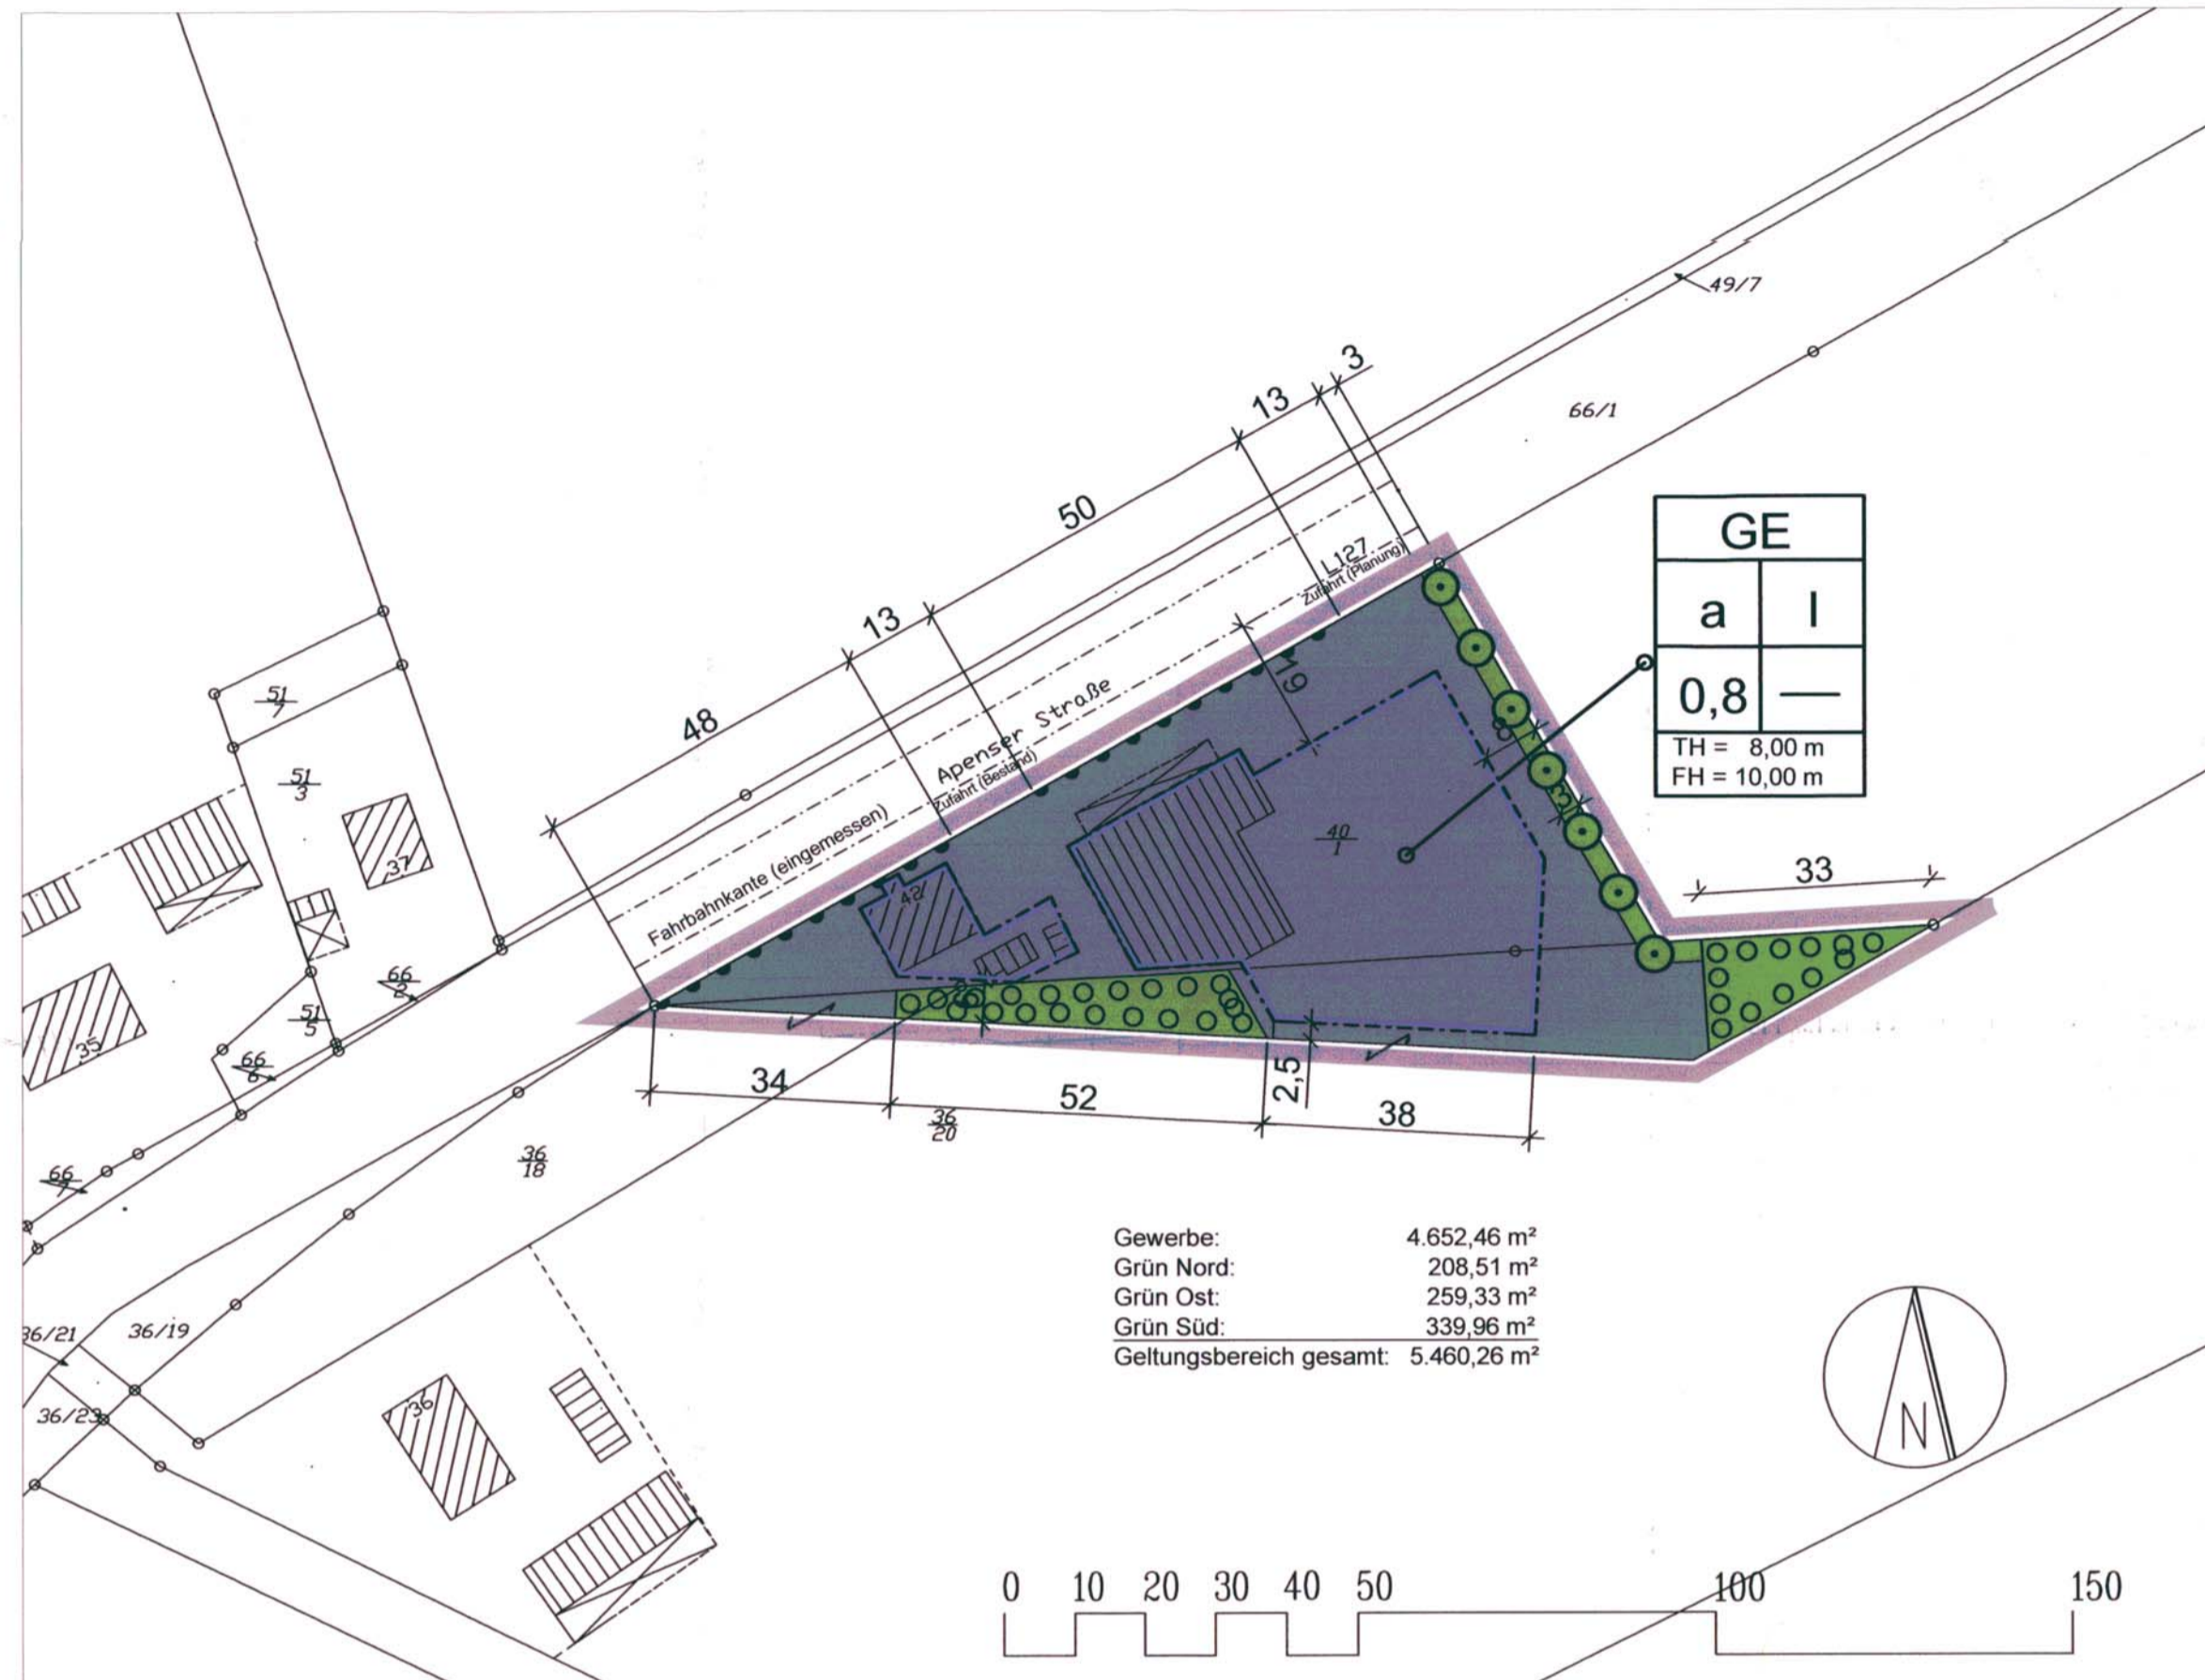 49/7
66/1
3
13
50
13
48
L127
Zufahrt (Planung)
Apenser Straße
Zufahrt (Bestand)
Fahrbahnkante (eingemessen)
GE
a I
0,8 —
TH = 8,00 m
FH = 10,00 m
19
8
3
40
1
42
33
51
7
51
3
37
66
2
51
5
35
66
6
66
7
34
52
2,5
38
36
20
36
18
36/21
36/19
36/23
36
Gewerbe: 4.652,46 m²
Grün Nord: 208,51 m²
Grün Ost: 259,33 m²
Grün Süd: 339,96 m²
Geltungsbereich gesamt: 5.460,26 m²
N
0 10 20 30 40 50 100 150